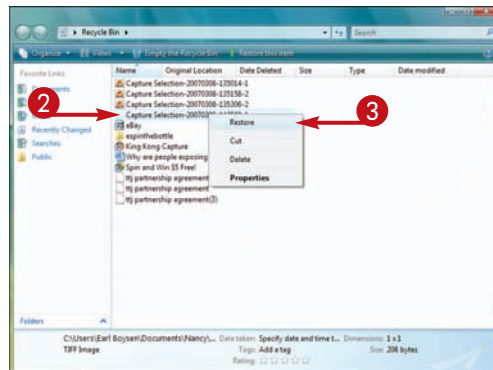 Recycle Bin
Search
Organize Views Empty the Recycle Bin Restore this item
Favorite Links
Name Original Location Date Deleted Size Type Date modified
Capture Selection-20070308-135014-1
Capture Selection-20070308-135158-2
Capture Selection-20070308-135206-2
2
Capture Selection-20070308-
Restore
3
eBay
espinthebottle
Cut
King Kong Capture
Why are people exposing
Delete
Spin and Win $5 Free!
Properties
ttj partnership agreement
ttj partnership agreement
ttj partnership agreement(3)
Recently Changed
Searches
Public
Folders
C:\Users\Earl Boysen\Documents\Nancy\... Date taken: Specify date and time t... Dimensions: 1 x 1
TIFF Image Tags: Add a tag Size: 208 bytes
Rating: